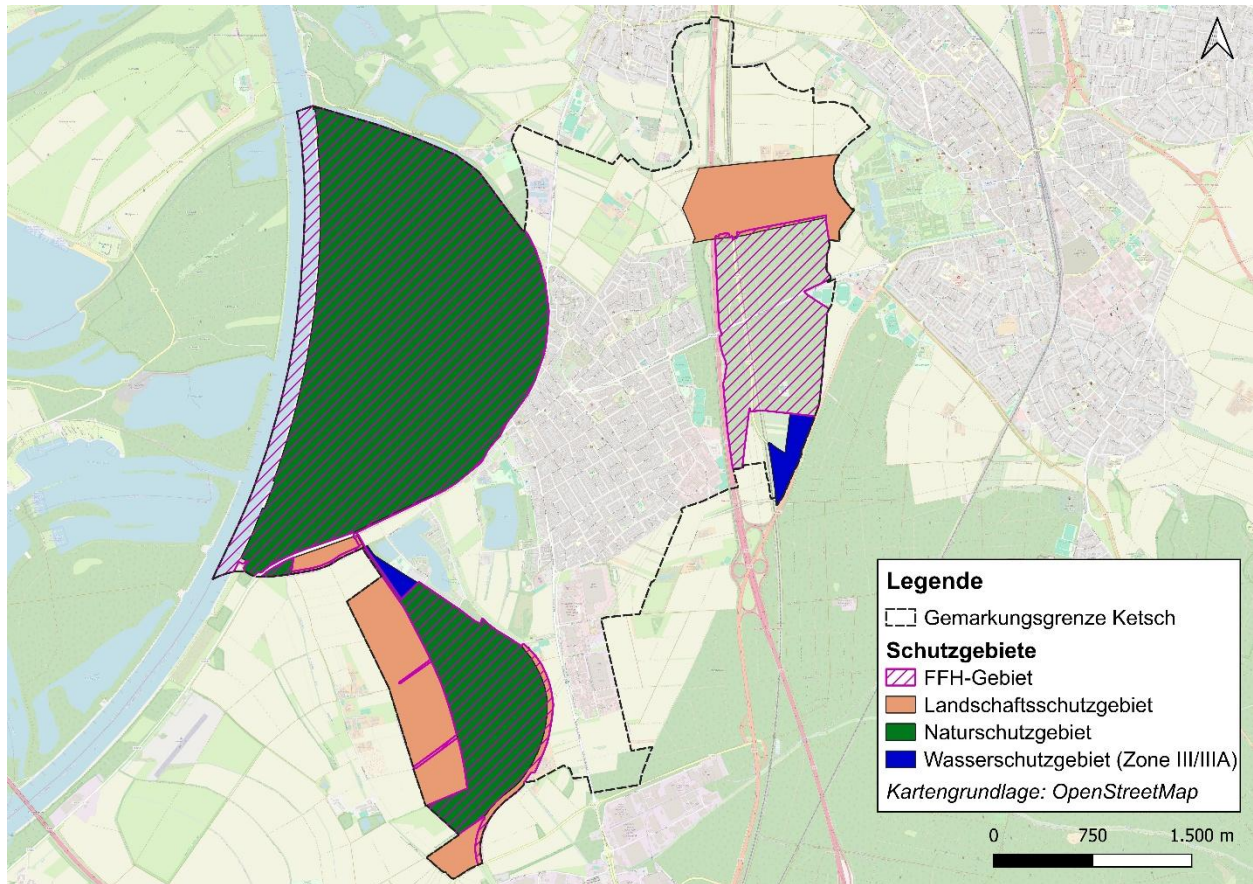 Legende
Gemarkungsgrenze Ketsch
Schutzgebiete
FFH-Gebiet
Landschaftsschutzgebiet
Naturschutzgebiet
Wasserschutzgebiet (Zone III/IIIA)
Kartengrundlage: OpenStreetMap
0 750 1.500 m